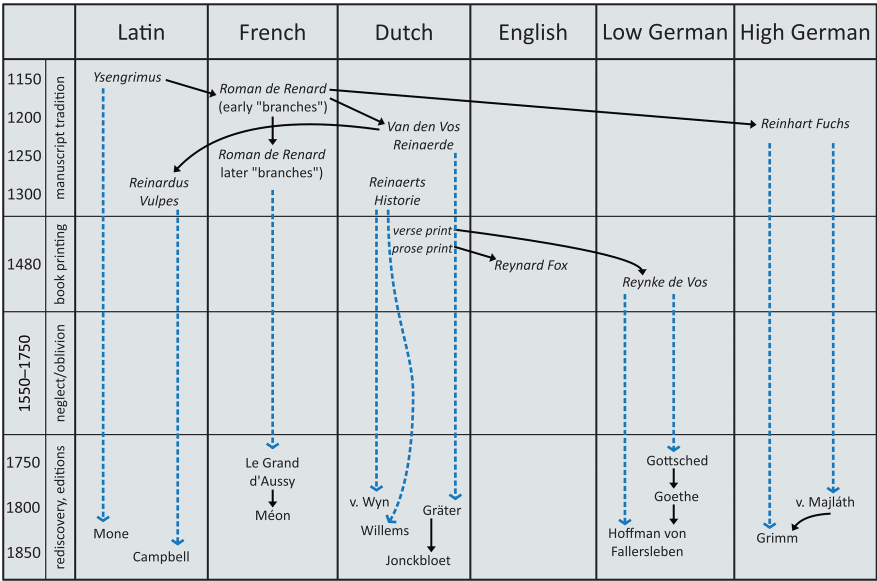 Latin
French
Dutch
English
Low German
High German
1150
1200
1250
1300
manuscript tradition
Ysengrimus
Roman de Renard
(early "branches")
Van den Vos
Reinaerde
Reinhart Fuchs
Roman de Renard
later "branches")
Reinardus
Vulpes
Reinaerts
Historie
1480
book printing
verse print
prose print
Reynard Fox
Reynke de Vos
1550–1750
neglect/oblivion
1750
1800
1850
rediscovery, editions
Le Grand
d'Aussy
Méon
Mone
Campbell
v. Wyn
Willems
Gräter
Jonckbloet
Gottsched
Goethe
Hoffman von
Fallersleben
v. Majláth
Grimm